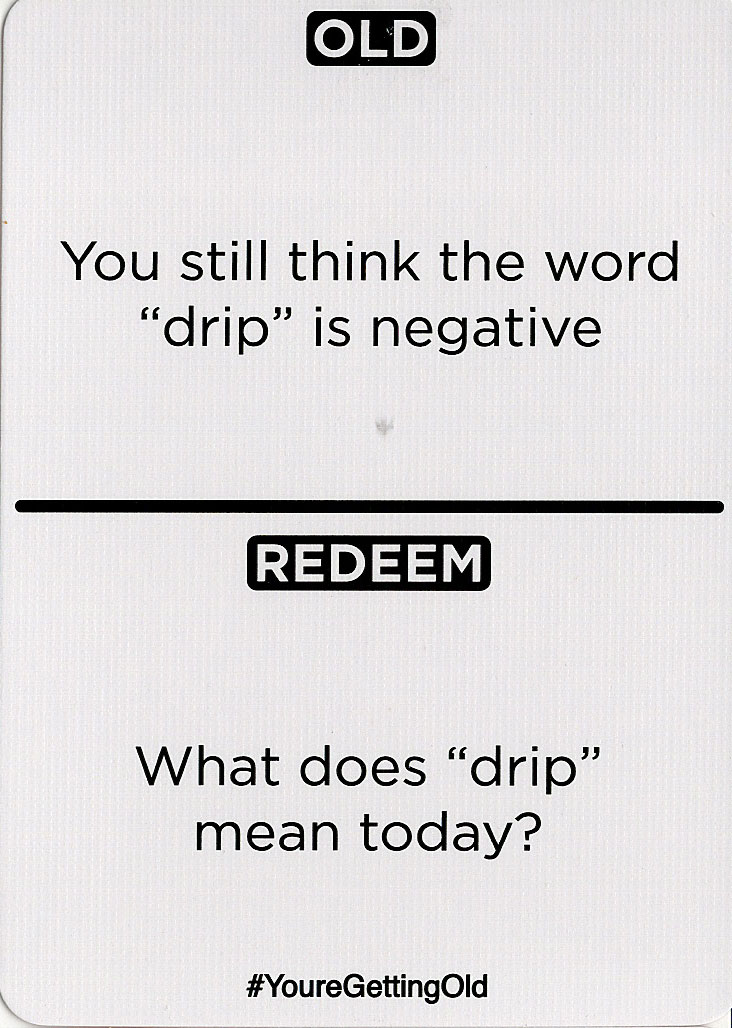 OLD
You still think the word
“drip” is negative
REDEEM
What does “drip”
mean today?
#YoureGettingOld